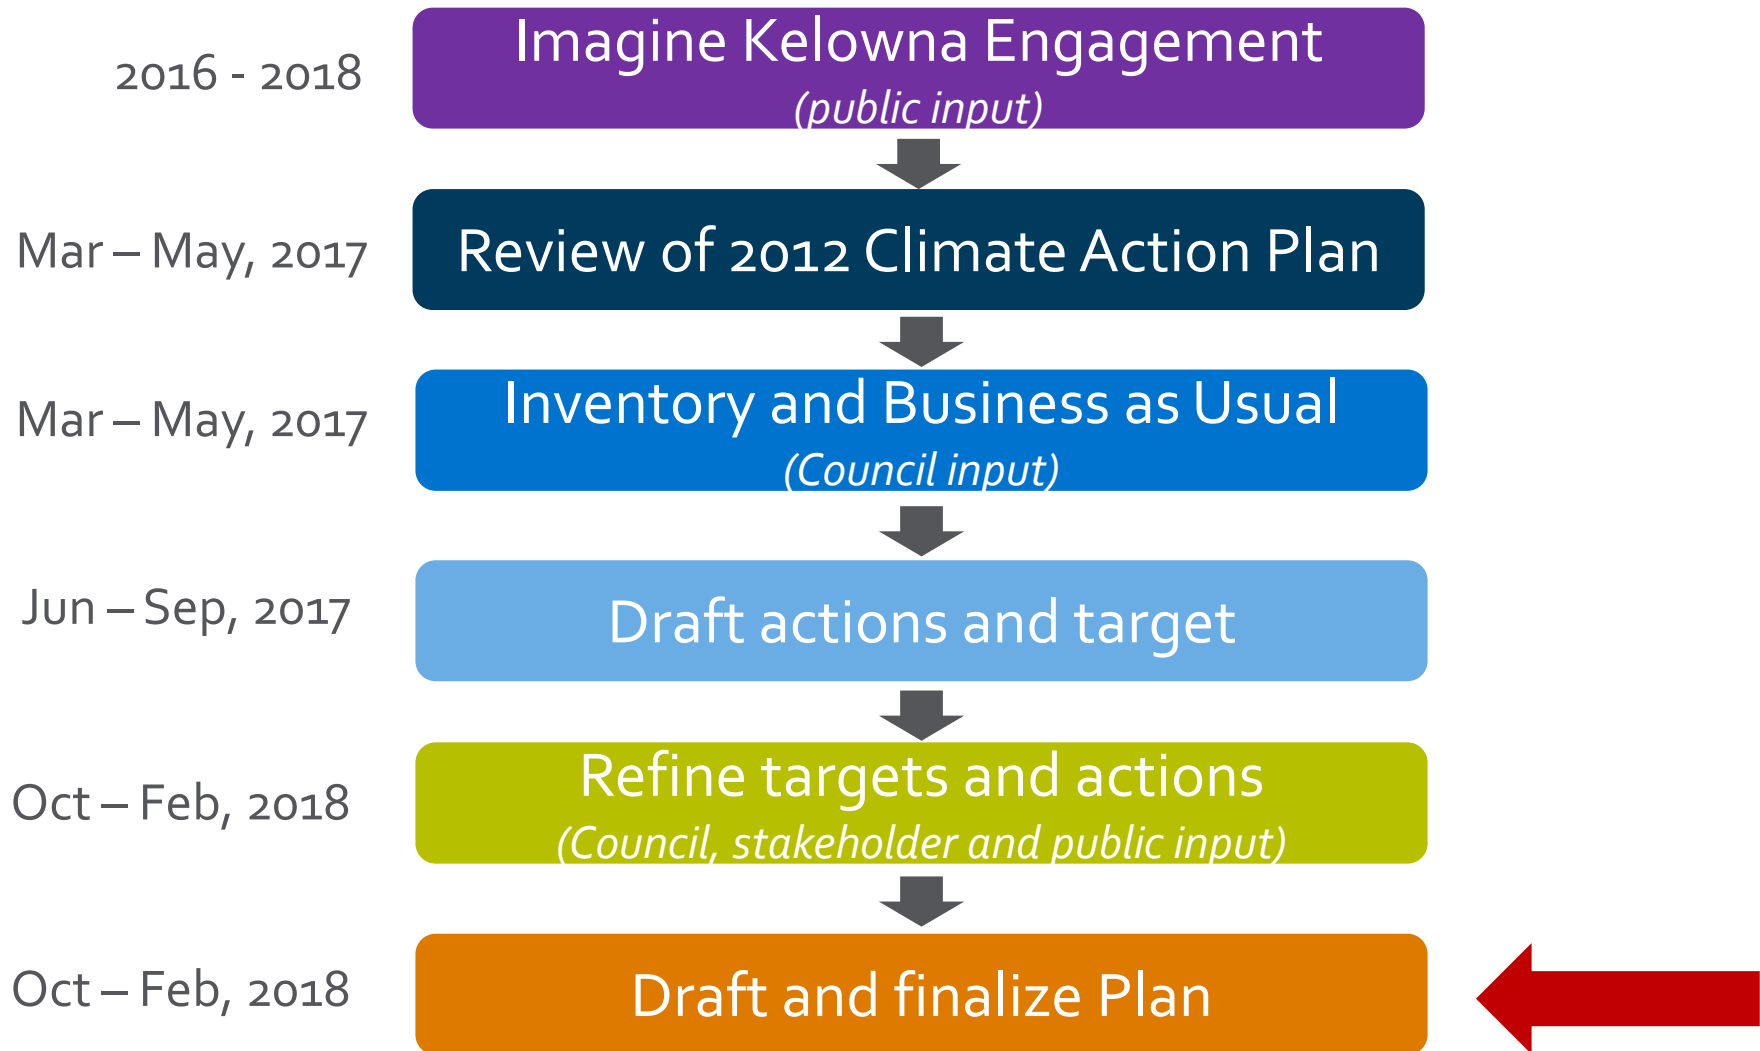 2016 - 2018
Imagine Kelowna Engagement
(public input)
Mar – May, 2017
Review of 2012 Climate Action Plan
Mar – May, 2017
Inventory and Business as Usual
(Council input)
Jun – Sep, 2017
Draft actions and target
Oct – Feb, 2018
Refine targets and actions
(Council, stakeholder and public input)
Oct – Feb, 2018
Draft and finalize Plan